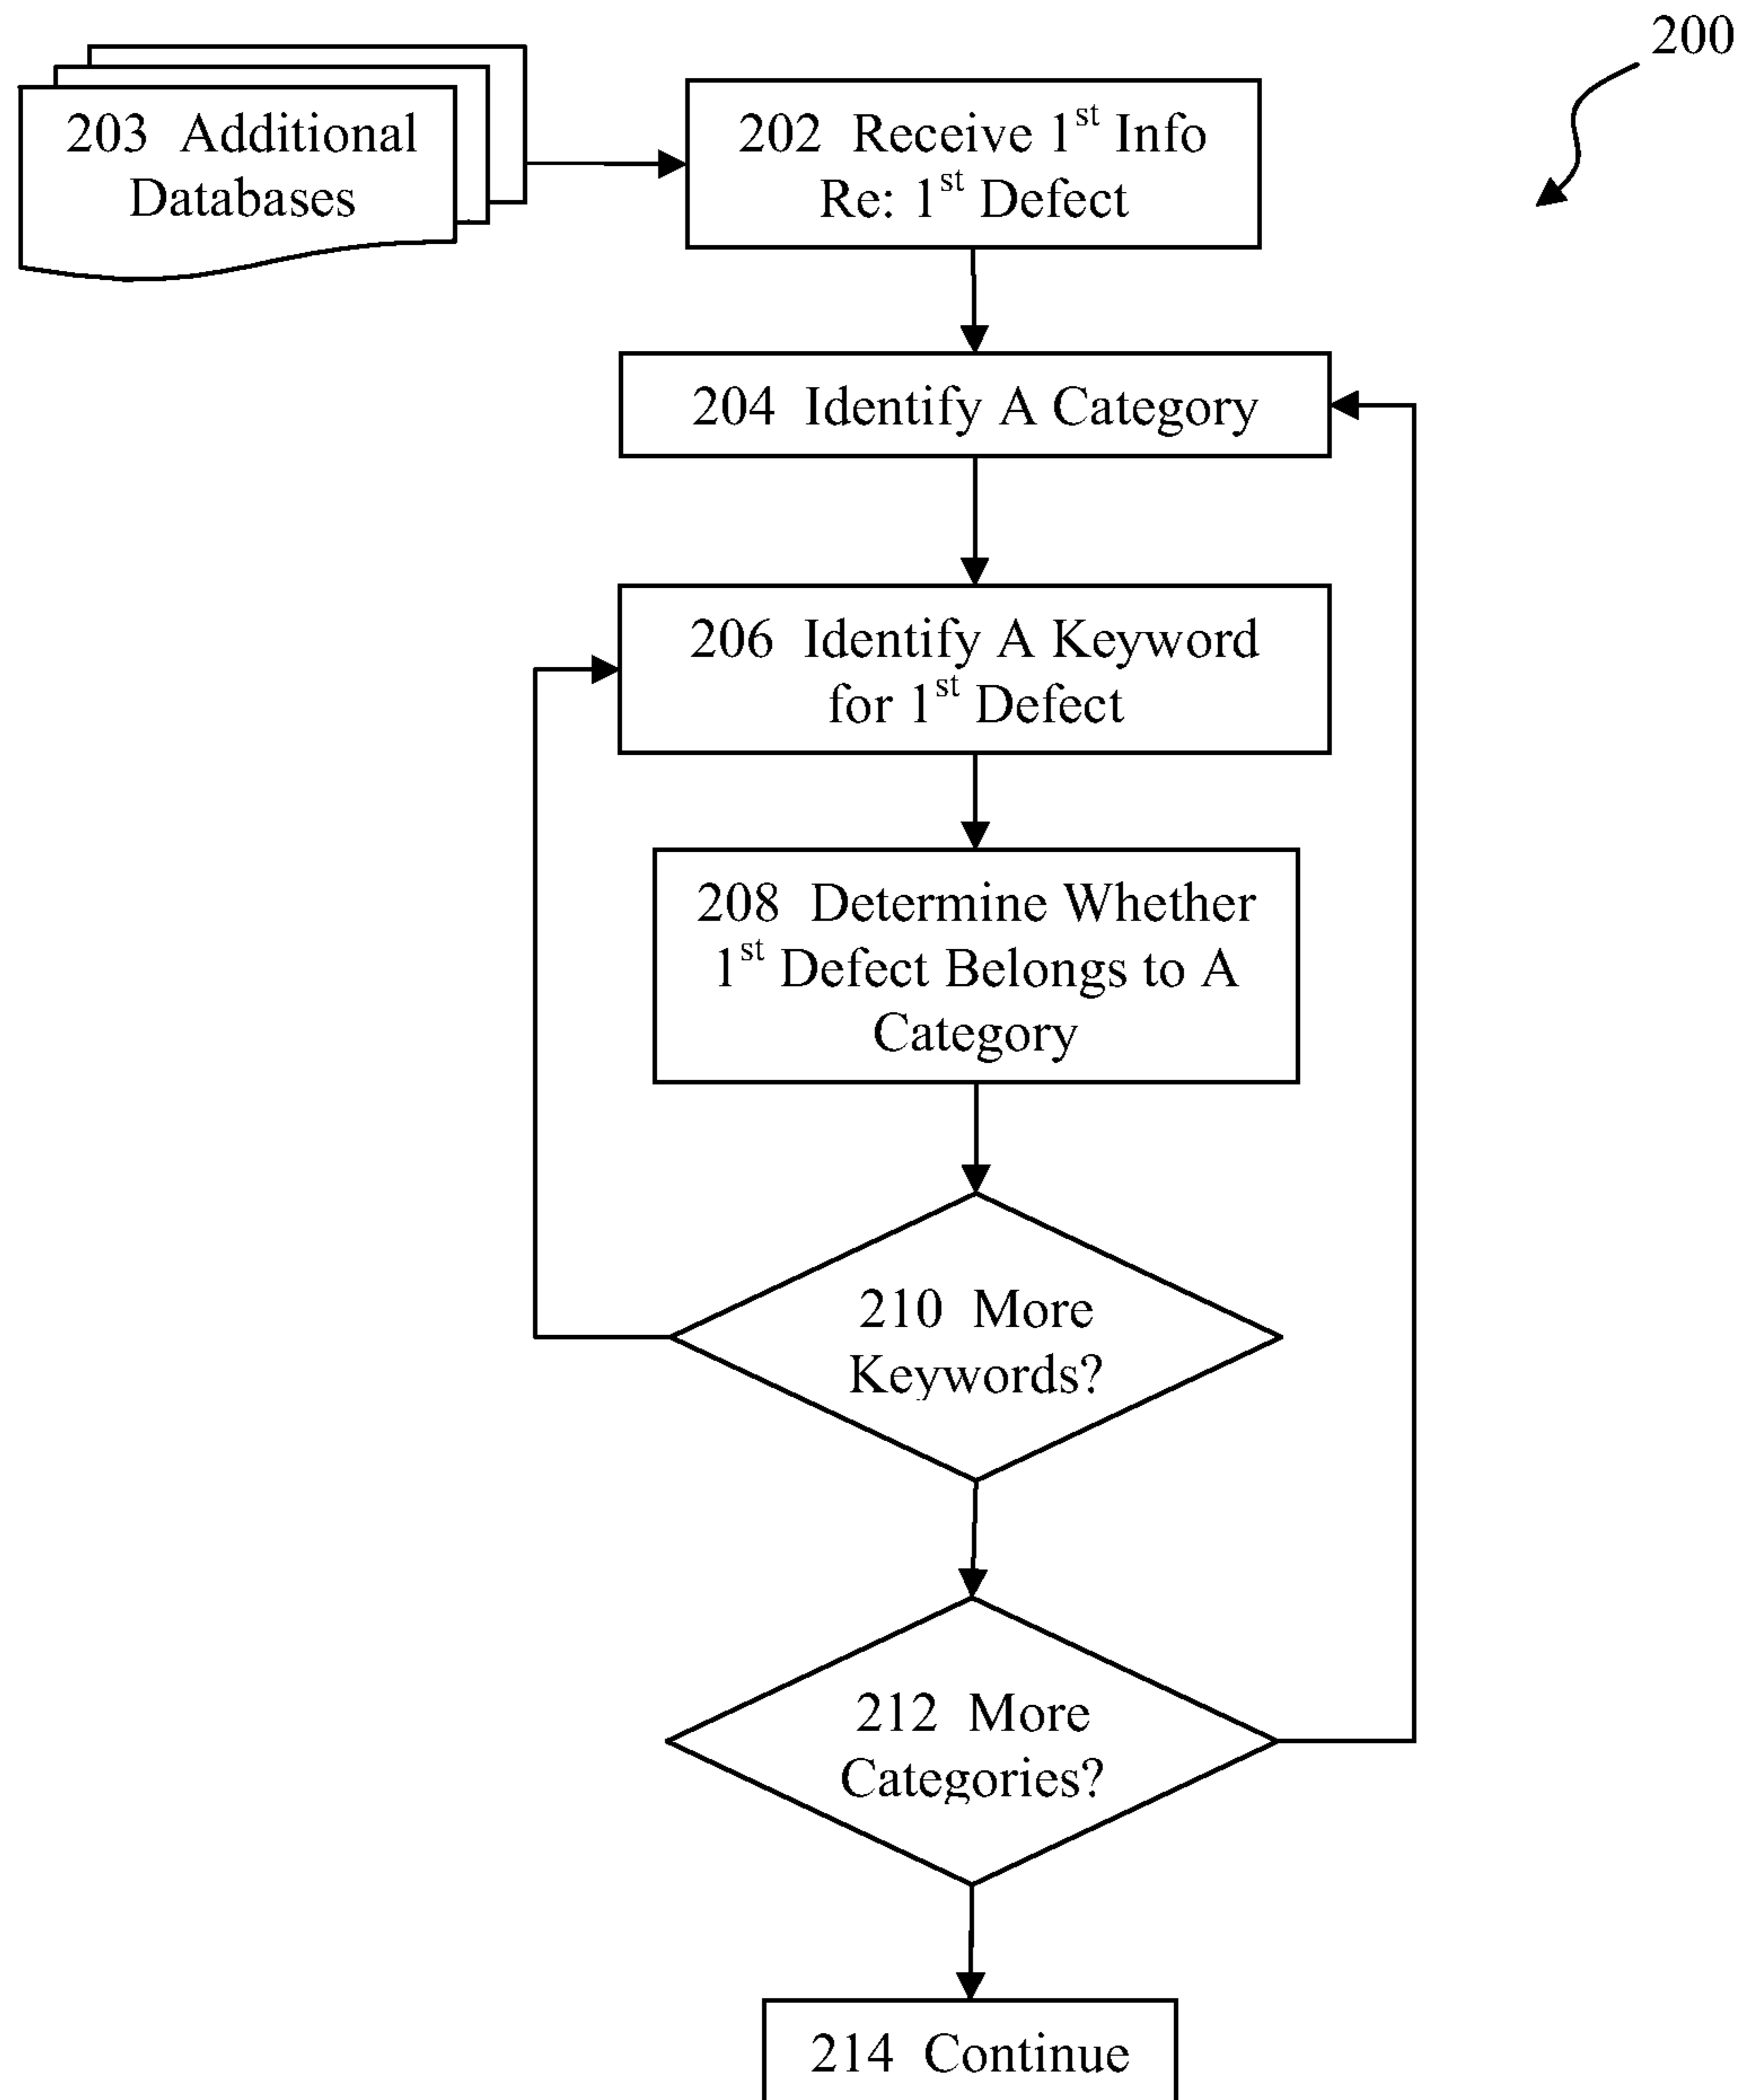 200
203 Additional
Databases
202 Receive 1st Info
Re: 1st Defect
204 Identify A Category
206 Identify A Keyword
for 1st Defect
208 Determine Whether
1st Defect Belongs to A
Category
210 More
Keywords?
212 More
Categories?
214 Continue